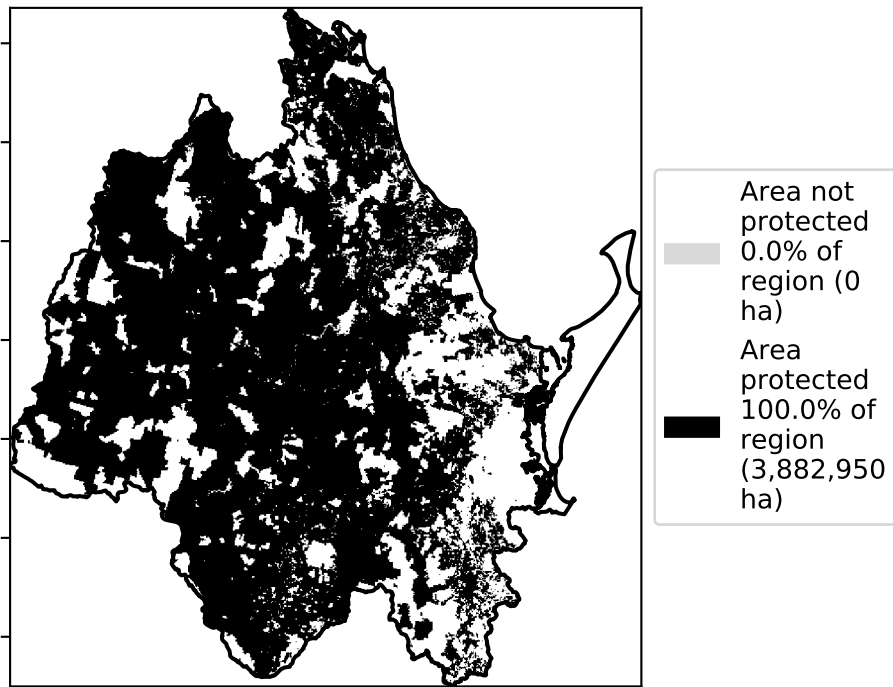 Area not
protected
0.0% of
region (0
ha)
Area
protected
100.0% of
region
(3,882,950
ha)